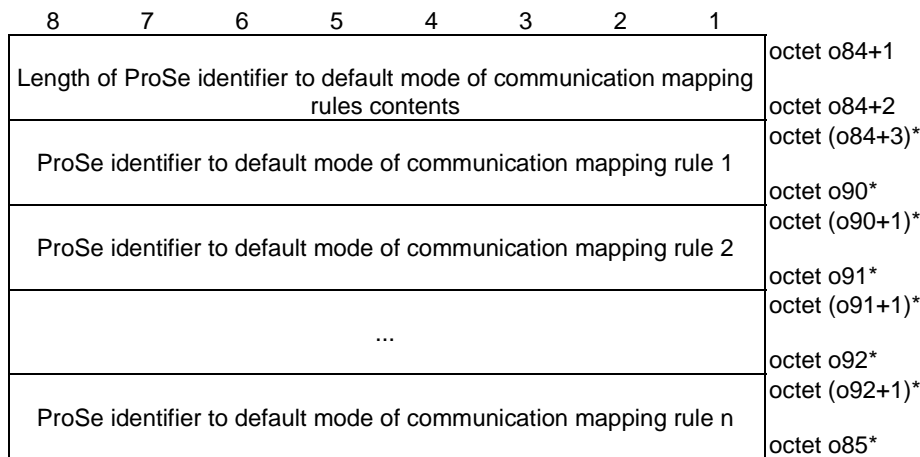 8 7 6 5 4 3 2 1
Length of ProSe identifier to default mode of communication mapping
rules contents
octet o84+1
octet o84+2
ProSe identifier to default mode of communication mapping rule 1
octet (o84+3)*
octet o90*
ProSe identifier to default mode of communication mapping rule 2
octet (o90+1)*
octet o91*
...
octet (o91+1)*
octet o92*
ProSe identifier to default mode of communication mapping rule n
octet (o92+1)*
octet o85*